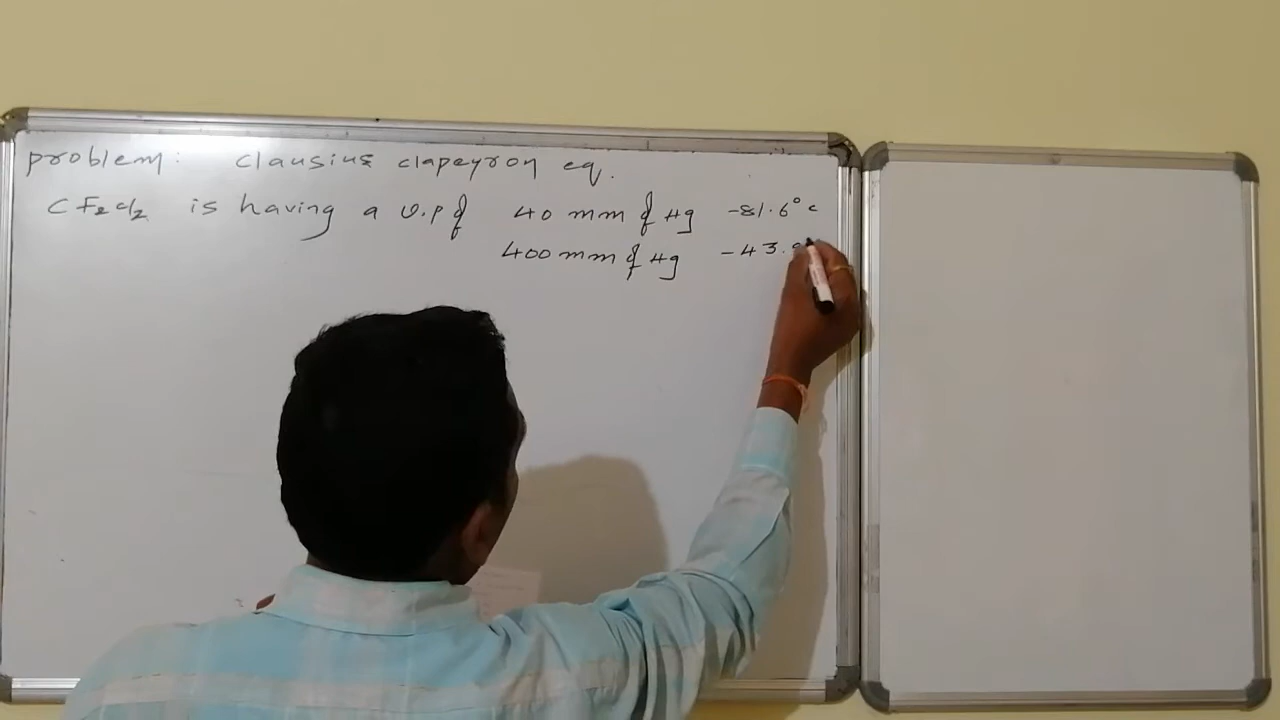 problem: Clausius clapeyron eq.
CF2Cl2 is having a V.P of 40 mm of Hg -81.6°C
400 mm of Hg -43.